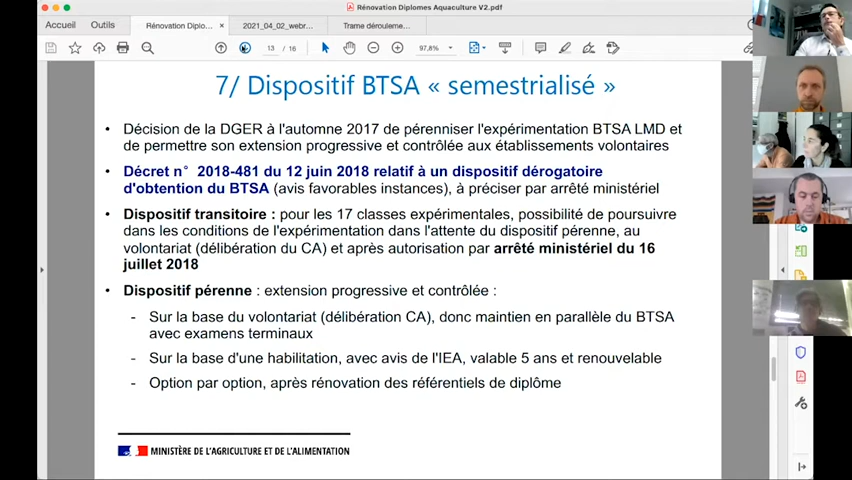 Rénovation Diplomes Aquaculture V2.pdf
Accueil Outils Rénovation Diplo... × 2021_04_02_webr... Trame dérouleme...
13 / 16 97,8%
7/ Dispositif BTSA « semestrialisé »
• Décision de la DGER à l'automne 2017 de pérenniser l'expérimentation BTSA LMD et
de permettre son extension progressive et contrôlée aux établissements volontaires
• Décret n° 2018-481 du 12 juin 2018 relatif à un dispositif dérogatoire
d'obtention du BTSA (avis favorables instances), à préciser par arrêté ministériel
• Dispositif transitoire : pour les 17 classes expérimentales, possibilité de poursuivre
dans les conditions de l'expérimentation dans l'attente du dispositif pérenne, au
volontariat (délibération du CA) et après autorisation par arrêté ministériel du 16
juillet 2018
• Dispositif pérenne : extension progressive et contrôlée :
- Sur la base du volontariat (délibération CA), donc maintien en parallèle du BTSA
avec examens terminaux
- Sur la base d'une habilitation, avec avis de l'IEA, valable 5 ans et renouvelable
- Option par option, après rénovation des référentiels de diplôme
MINISTÈRE DE L'AGRICULTURE ET DE L'ALIMENTATION